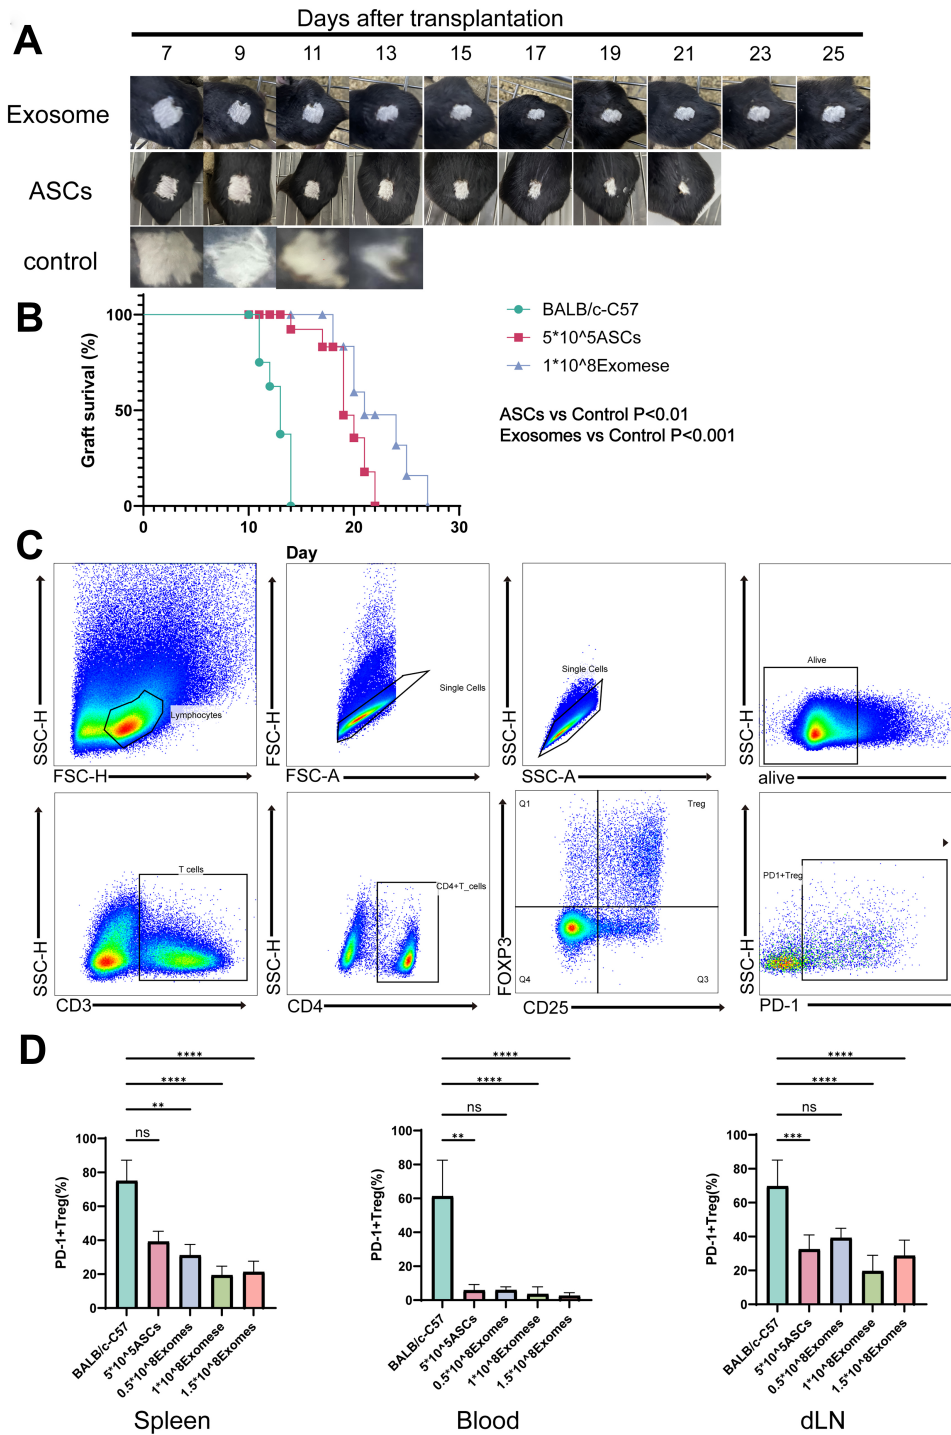 A
Days after transplantation
7 9 11 13 15 17 19 21 23 25
Exosome
ASCs
control
B
Graft surival (%)
100
50
0
0 10 20 30
Day
BALB/c-C57
5*10^5ASCs
1*10^8Exomese
ASCs vs Control P<0.01
Exosomes vs Control P<0.001
C
SSC-H
Lymphocytes
FSC-H
FSC-H
Single Cells
FSC-A
SSC-H
Single Cells
SSC-A
SSC-H
Alive
alive
SSC-H
T cells
CD3
SSC-H
CD4+T_cells
CD4
FOXP3
Q1
Treg
Q4
Q3
CD25
SSC-H
PD1+Treg
PD-1
D
****
****
**
ns
PD-1+Treg(%)
100
80
60
40
20
0
BALB/c-C57
5*10^5ASCs
0.5*10^8Exomes
1*10^8Exomese
1.5*10^8Exomes
Spleen
****
****
ns
**
PD-1+Treg(%)
100
80
60
40
20
0
BALB/c-C57
5*10^5ASCs
0.5*10^8Exomes
1*10^8Exomese
1.5*10^8Exomes
Blood
****
****
ns
***
PD-1+Treg(%)
100
80
60
40
20
0
BALB/c-C57
5*10^5ASCs
0.5*10^8Exomes
1*10^8Exomese
1.5*10^8Exomes
dLN